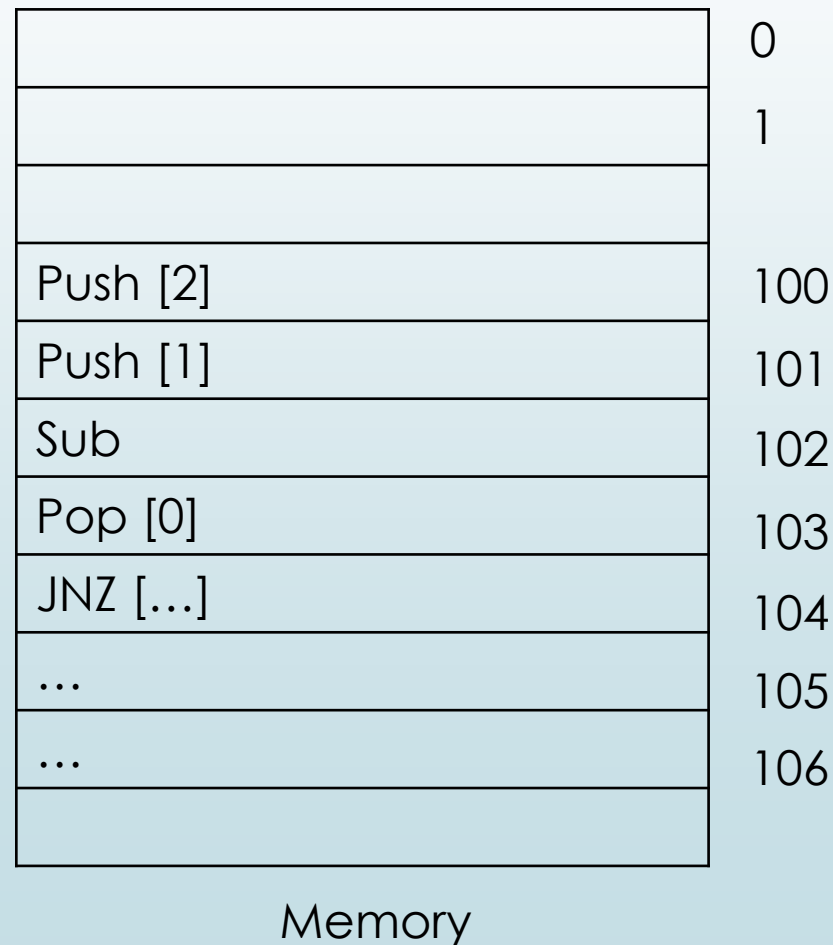 0
1
Push [2] 100
Push [1] 101
Sub 102
Pop [0] 103
JNZ […] 104
… 105
… 106
Memory